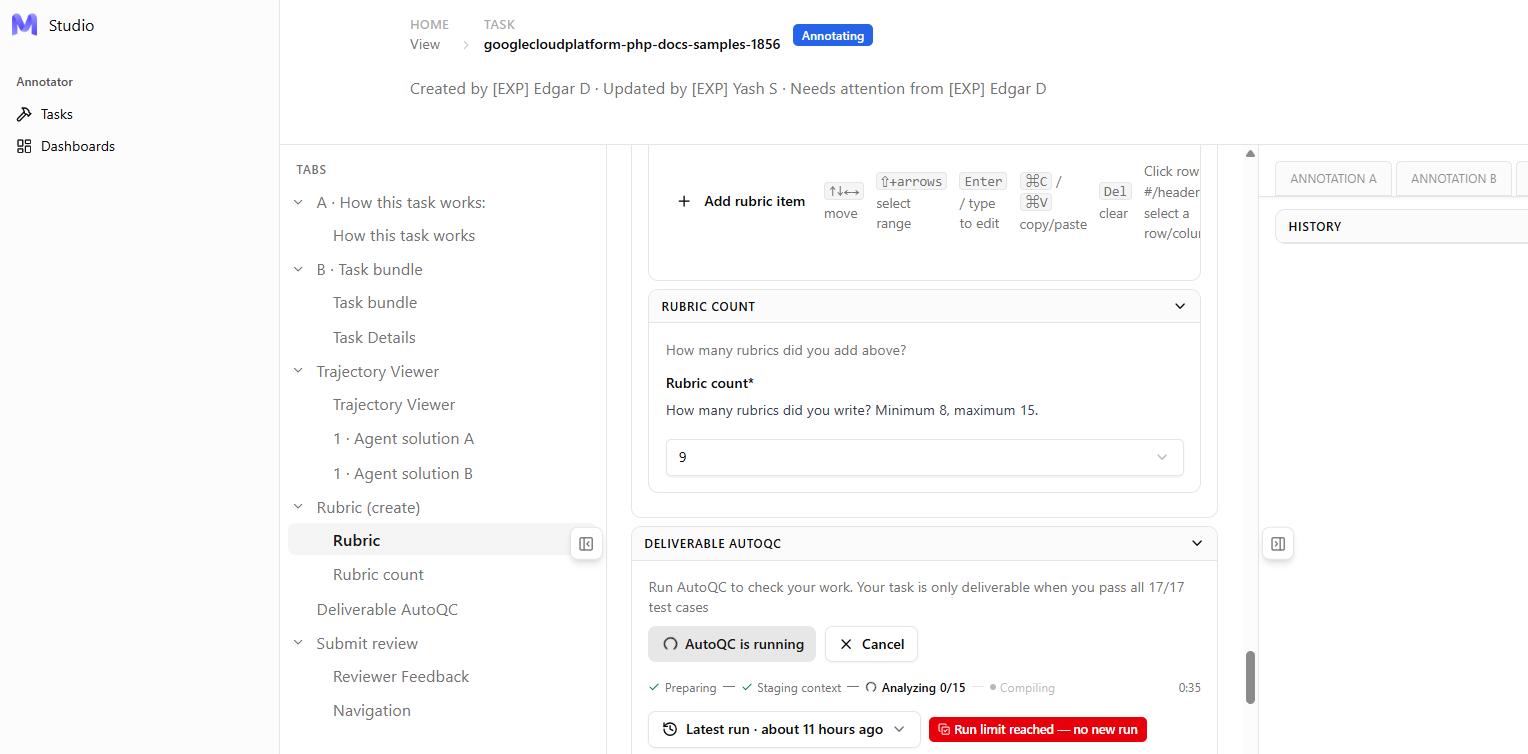 Studio
Annotator
Tasks
Dashboards
HOME
View
TASK
googlecloudplatform-php-docs-samples-1856
Annotating
Created by [EXP] Edgar D · Updated by [EXP] Yash S · Needs attention from [EXP] Edgar D
TABS
A · How this task works:
How this task works
B · Task bundle
Task bundle
Task Details
Trajectory Viewer
Trajectory Viewer
1 · Agent solution A
1 · Agent solution B
Rubric (create)
Rubric
Rubric count
Deliverable AutoQC
Submit review
Reviewer Feedback
Navigation
+ Add rubric item
↑↓↔
move
⇧+arrows
select
range
Enter
/ type
to edit
⌘C /
⌘V
copy/paste
Del
clear
Click row
#/header
select a
row/colu
RUBRIC COUNT
How many rubrics did you add above?
Rubric count*
How many rubrics did you write? Minimum 8, maximum 15.
9
DELIVERABLE AUTOQC
Run AutoQC to check your work. Your task is only deliverable when you pass all 17/17
test cases
AutoQC is running
Cancel
Preparing — Staging context — Analyzing 0/15 — Compiling
0:35
Latest run · about 11 hours ago
Run limit reached — no new run
ANNOTATION A
ANNOTATION B
HISTORY